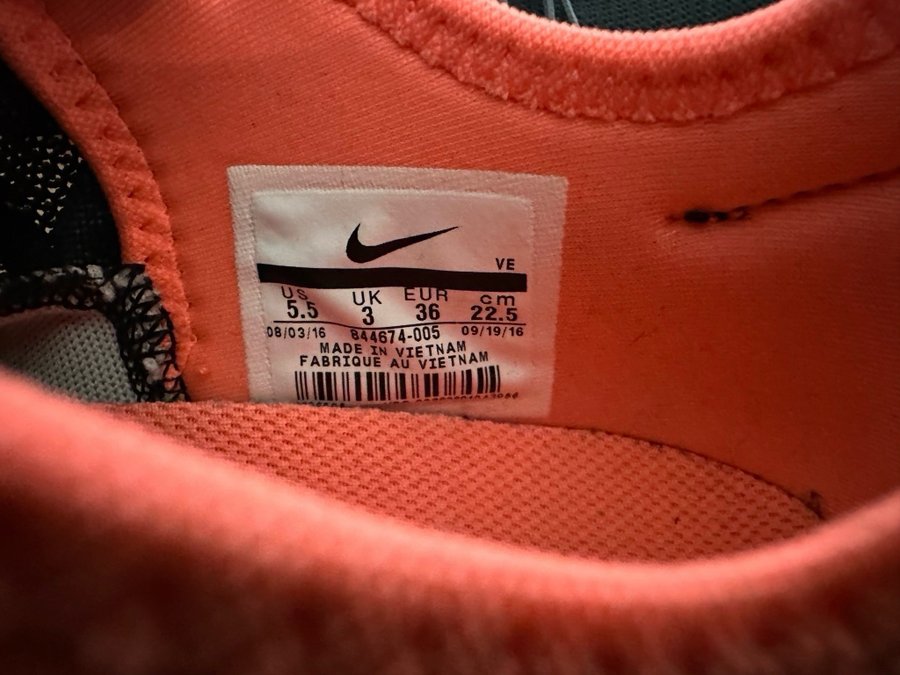 VE
US UK EUR cm
5.5 3 36 22.5
08/03/16 844674-005 09/19/16
MADE IN VIETNAM
FABRIQUE AU VIETNAM